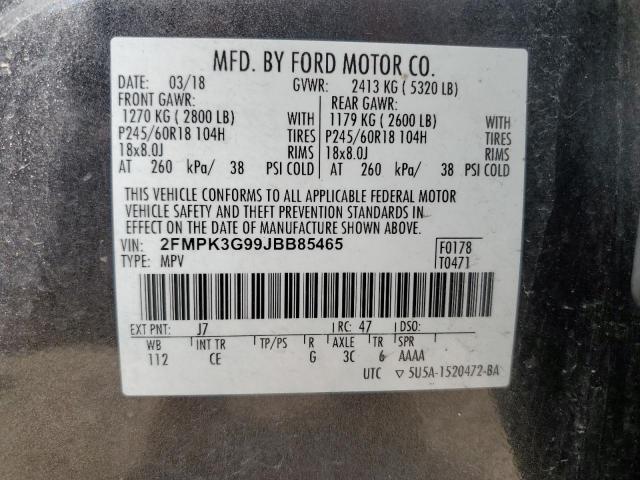 MFD. BY FORD MOTOR CO.
DATE: 03/18 GVWR: 2413 KG ( 5320 LB)
FRONT GAWR: REAR GAWR:
1270 KG ( 2800 LB) WITH 1179 KG ( 2600 LB) WITH
P245/60R18 104H TIRES P245/60R18 104H TIRES
18x8.0J RIMS 18x8.0J RIMS
AT 260 kPa/ 38 PSI COLD AT 260 kPa/ 38 PSI COLD
THIS VEHICLE CONFORMS TO ALL APPLICABLE FEDERAL MOTOR
VEHICLE SAFETY AND THEFT PREVENTION STANDARDS IN
EFFECT ON THE DATE OF MANUFACTURE SHOWN ABOVE.
VIN: 2FMPK3G99JBB85465 F0178
TYPE: MPV T0471
EXT PNT: J7 RC: 47 DSO:
WB INT TR TP/PS R AXLE TR SPR
112 CE G 3C 6 AAAA
UTC ▽ 5U5A-1520472-BA